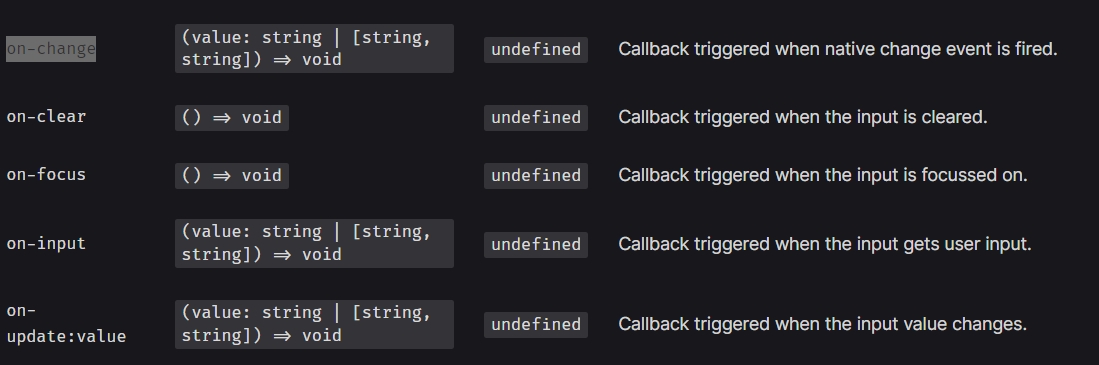 on-change
(value: string | [string,
string]) => void
undefined
Callback triggered when native change event is fired.
on-clear
() => void
undefined
Callback triggered when the input is cleared.
on-focus
() => void
undefined
Callback triggered when the input is focussed on.
on-input
(value: string | [string,
string]) => void
undefined
Callback triggered when the input gets user input.
on-
update:value
(value: string | [string,
string]) => void
undefined
Callback triggered when the input value changes.